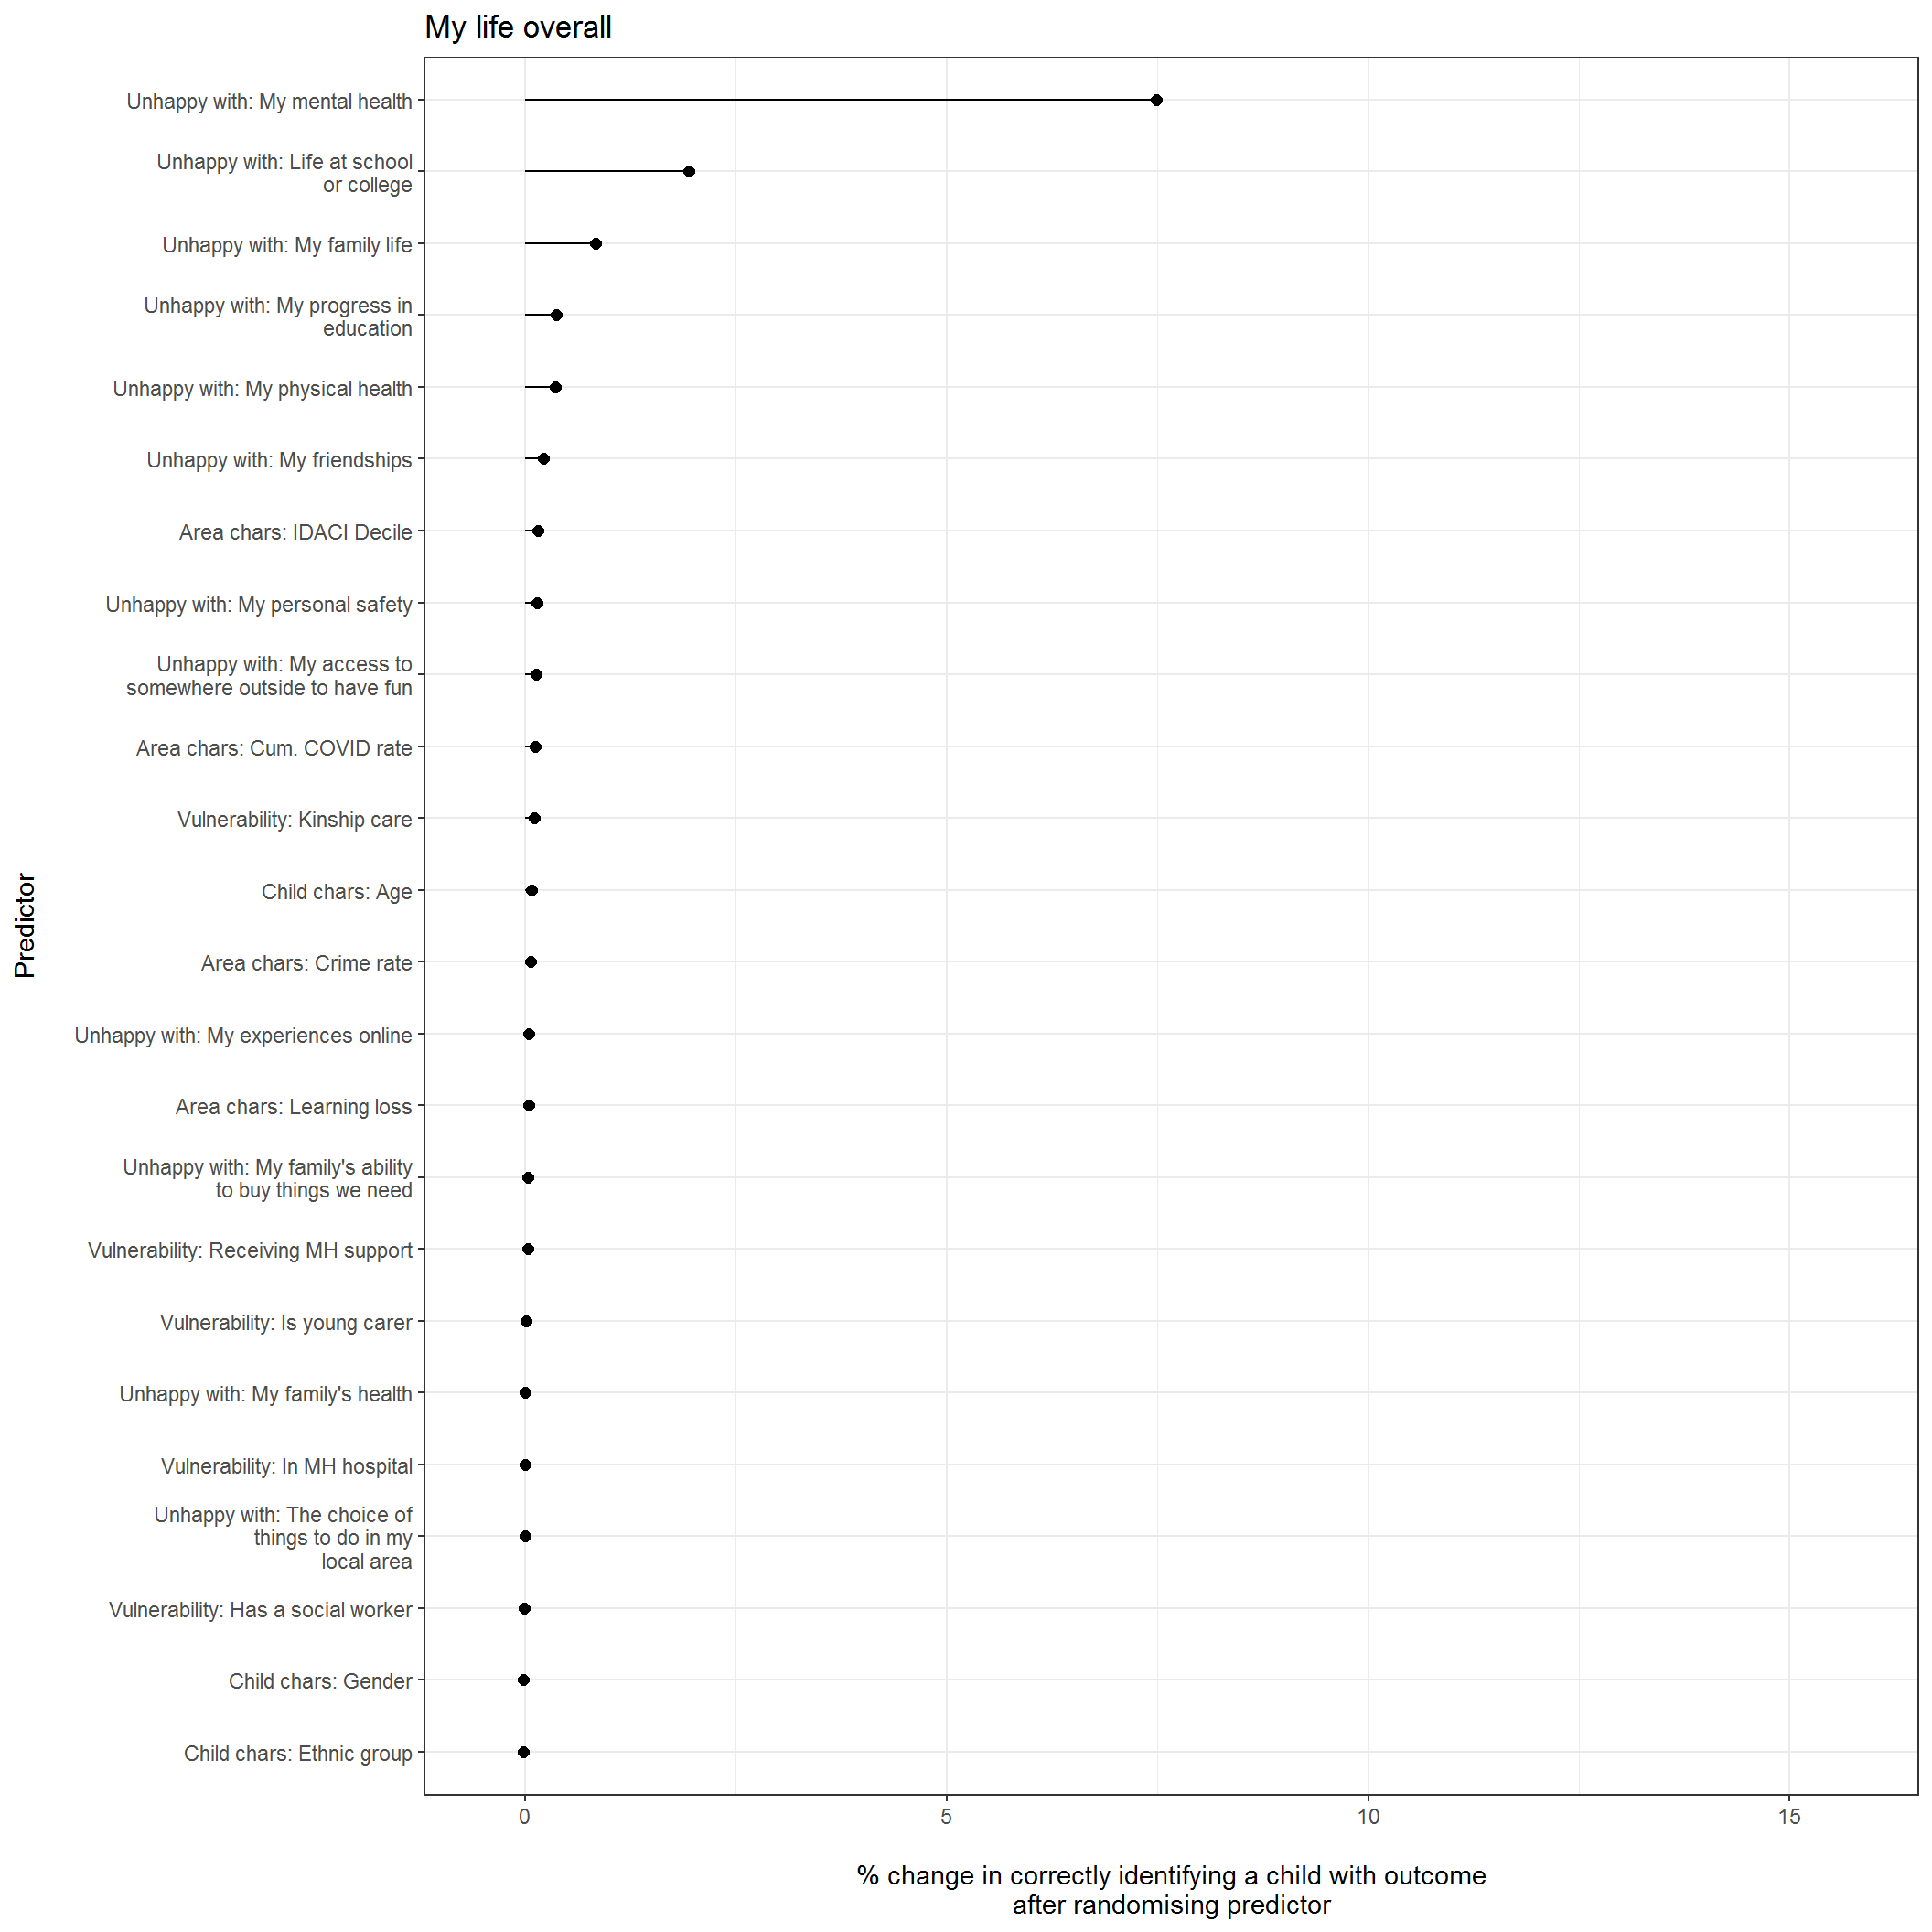 My life overall
Unhappy with: My mental health
Unhappy with: Life at school
or college
Unhappy with: My family life
Unhappy with: My progress in
education
Unhappy with: My physical health
Unhappy with: My friendships
Area chars: IDACI Decile
Unhappy with: My personal safety
Unhappy with: My access to
somewhere outside to have fun
Area chars: Cum. COVID rate
Vulnerability: Kinship care
Child chars: Age
Area chars: Crime rate
Unhappy with: My experiences online
Area chars: Learning loss
Unhappy with: My family's ability
to buy things we need
Vulnerability: Receiving MH support
Vulnerability: Is young carer
Unhappy with: My family's health
Vulnerability: In MH hospital
Unhappy with: The choice of
things to do in my
local area
Vulnerability: Has a social worker
Child chars: Gender
Child chars: Ethnic group
Predictor
0 5 10 15
% change in correctly identifying a child with outcome
after randomising predictor